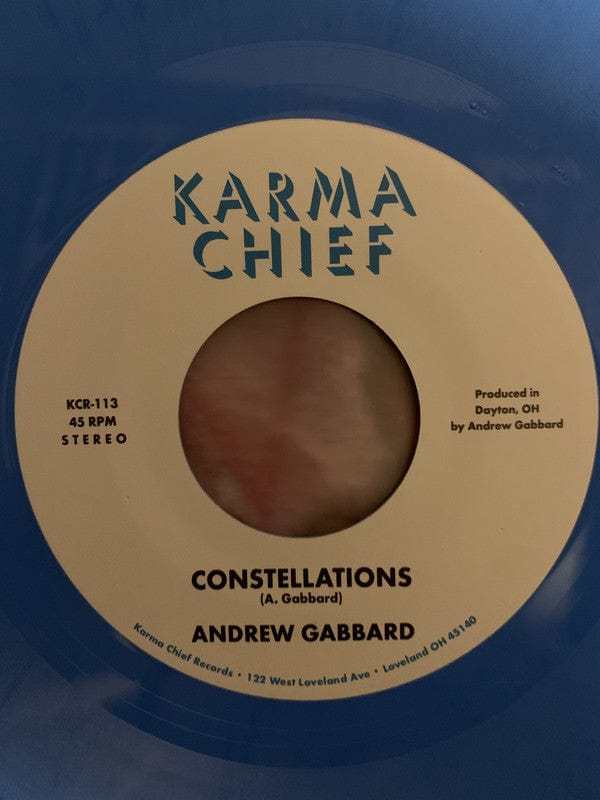 KARMA
CHIEF
KCR-113
45 RPM
STEREO
Produced in
Dayton, OH
by Andrew Gabbard
CONSTELLATIONS
(A. Gabbard)
ANDREW GABBARD
Karma Chief Records • 122 West Loveland Ave • Loveland OH 45140